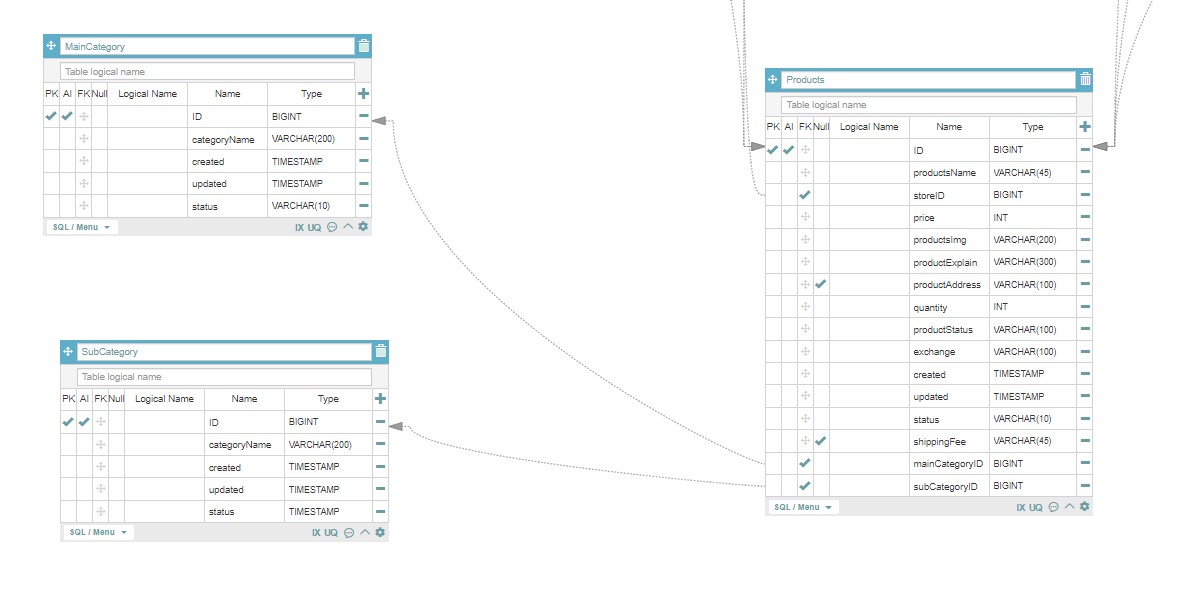 MainCategory
Table logical name
PK AI FK Null Logical Name Name Type
ID BIGINT
categoryName VARCHAR(200)
created TIMESTAMP
updated TIMESTAMP
status VARCHAR(10)
SQL / Menu IX UQ
SubCategory
Table logical name
PK AI FK Null Logical Name Name Type
ID BIGINT
categoryName VARCHAR(200)
created TIMESTAMP
updated TIMESTAMP
status TIMESTAMP
SQL / Menu IX UQ
Products
Table logical name
PK AI FK Null Logical Name Name Type
ID BIGINT
productsName VARCHAR(45)
storeID BIGINT
price INT
productsImg VARCHAR(200)
productExplain VARCHAR(300)
productAddress VARCHAR(100)
quantity INT
productStatus VARCHAR(100)
exchange VARCHAR(100)
created TIMESTAMP
updated TIMESTAMP
status VARCHAR(10)
shippingFee VARCHAR(45)
mainCategoryID BIGINT
subCategoryID BIGINT
SQL / Menu IX UQ